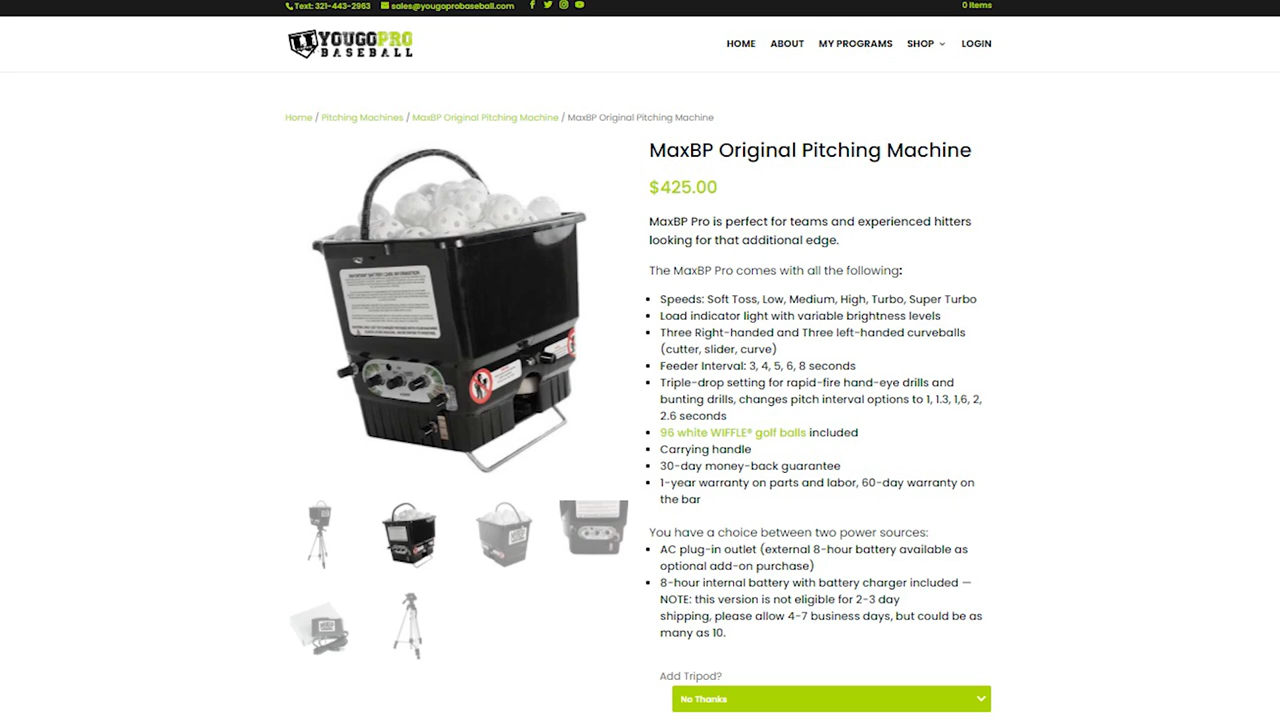 Text: 321-443-2963 sales@yougoprobaseball.com 0 Items
YOUGOPRO
BASEBALL
HOME ABOUT MY PROGRAMS SHOP LOGIN
Home / Pitching Machines / MaxBP Original Pitching Machine / MaxBP Original Pitching Machine
MaxBP Original Pitching Machine
$425.00
MaxBP Pro is perfect for teams and experienced hitters
looking for that additional edge.
The MaxBP Pro comes with all the following:
Speeds: Soft Toss, Low, Medium, High, Turbo, Super Turbo
Load indicator light with variable brightness levels
Three Right-handed and Three left-handed curveballs
(cutter, slider, curve)
Feeder Interval: 3, 4, 5, 6, 8 seconds
Triple-drop setting for rapid-fire hand-eye drills and
bunting drills, changes pitch interval options to 1, 1.3, 1,6, 2,
2.6 seconds
96 white WIFFLE® golf balls included
Carrying handle
30-day money-back guarantee
1-year warranty on parts and labor, 60-day warranty on
the bar
You have a choice between two power sources:
AC plug-in outlet (external 8-hour battery available as
optional add-on purchase)
8-hour internal battery with battery charger included —
NOTE: this version is not eligible for 2-3 day
shipping, please allow 4-7 business days, but could be as
many as 10.
Add Tripod?
No Thanks